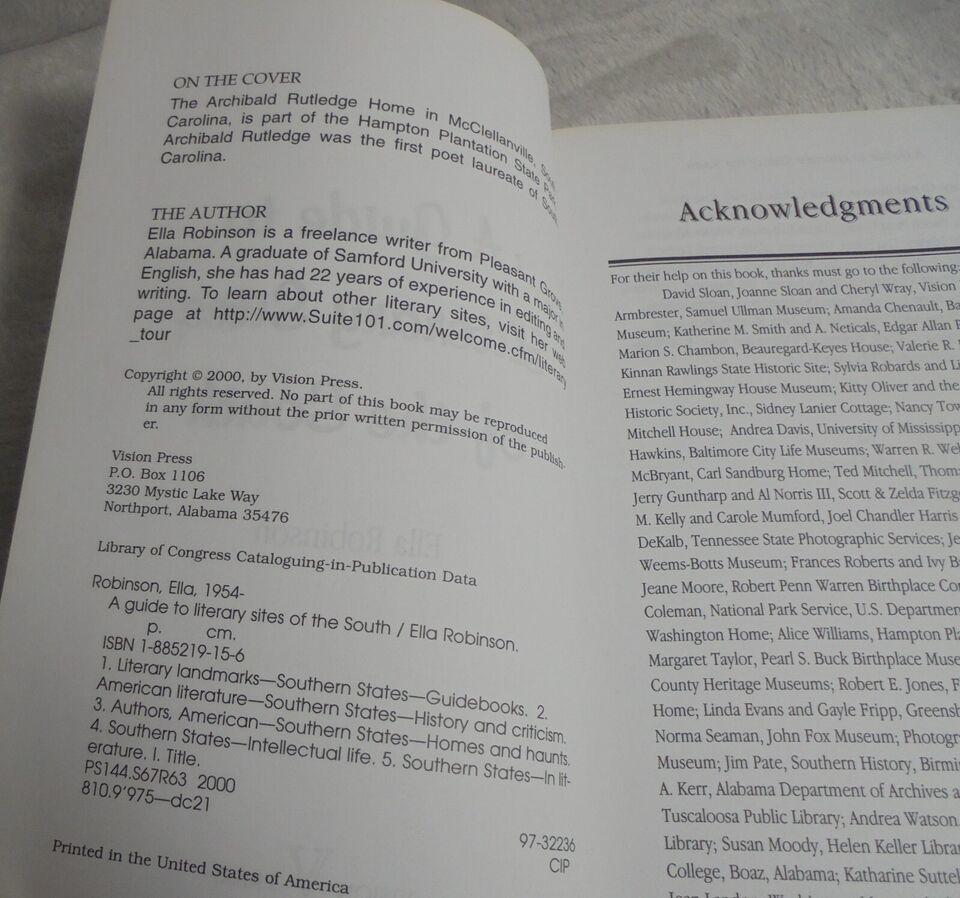 ON THE COVER
The Archibald Rutledge Home in McClellanville, South
Carolina, is part of the Hampton Plantation State Park.
Archibald Rutledge was the first poet laureate of South
Carolina.
THE AUTHOR
Ella Robinson is a freelance writer from Pleasant Grove,
Alabama. A graduate of Samford University with a major in
English, she has had 22 years of experience in editing and
writing. To learn about other literary sites, visit her web
page at http://www.Suite101.com/welcome.cfm/literary
_tour
Copyright © 2000, by Vision Press.
All rights reserved. No part of this book may be reproduced
in any form without the prior written permission of the publish-
er.
Vision Press
P.O. Box 1106
3230 Mystic Lake Way
Northport, Alabama 35476
Library of Congress Cataloguing-in-Publication Data
Robinson, Ella, 1954-
A guide to literary sites of the South / Ella Robinson.
p. cm.
ISBN 1-885219-15-6
1. Literary landmarks—Southern States—Guidebooks. 2.
American literature—Southern States—History and criticism.
3. Authors, American—Southern States—Homes and haunts.
4. Southern States—Intellectual life. 5. Southern States—In lit-
erature. I. Title.
PS144.S67R63 2000
810.9'975—dc21
97-32236
CIP
Printed in the United States of America
Acknowledgments
For their help on this book, thanks must go to the following:
David Sloan, Joanne Sloan and Cheryl Wray, Vision
Armbrester, Samuel Ullman Museum; Amanda Chenault,
Museum; Katherine M. Smith and A. Neticals, Edgar Allan
Marion S. Chambon, Beauregard-Keyes House; Valerie R.
Kinnan Rawlings State Historic Site; Sylvia Robards and
Ernest Hemingway House Museum; Kitty Oliver and the
Historic Society, Inc., Sidney Lanier Cottage; Nancy
Mitchell House; Andrea Davis, University of
Hawkins, Baltimore City Life Museums; Warren R.
McBryant, Carl Sandburg Home; Ted Mitchell,
Jerry Guntharp and Al Norris III, Scott & Zelda
M. Kelly and Carole Mumford, Joel Chandler Harris
DeKalb, Tennessee State Photographic Services;
Weems-Botts Museum; Frances Roberts and Ivy
Jeane Moore, Robert Penn Warren Birthplace
Coleman, National Park Service, U.S.
Washington Home; Alice Williams, Hampton
Margaret Taylor, Pearl S. Buck Birthplace
County Heritage Museums; Robert E. Jones,
Home; Linda Evans and Gayle Fripp,
Norma Seaman, John Fox Museum;
Museum; Jim Pate, Southern History,
A. Kerr, Alabama Department of Archives
Tuscaloosa Public Library; Andrea Watson
Library; Susan Moody, Helen Keller
College, Boaz, Alabama; Katharine